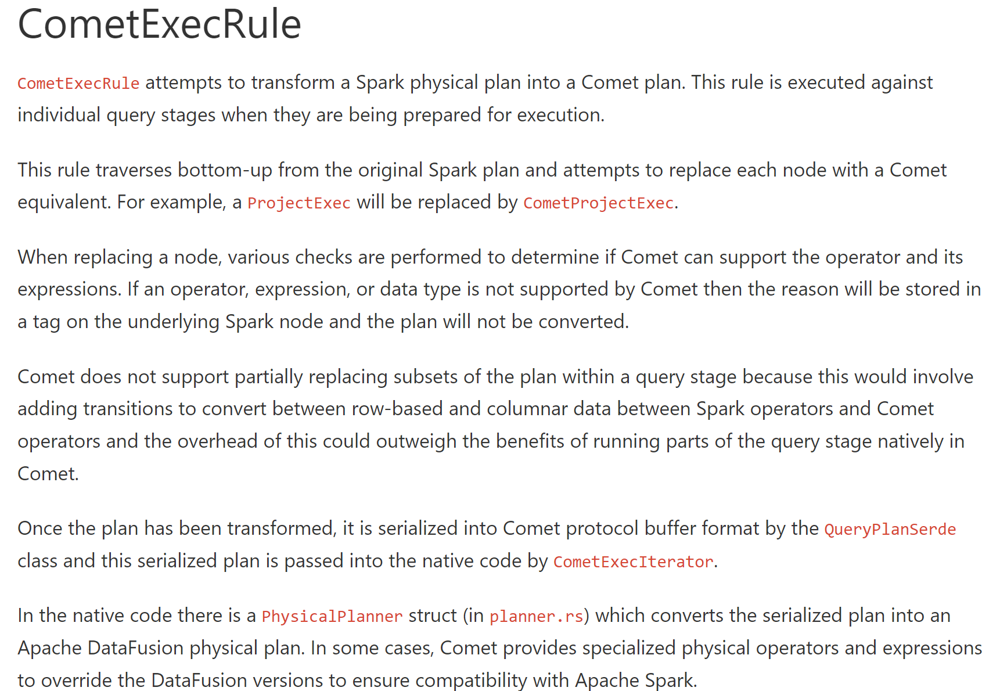 CometExecRule
CometExecRule attempts to transform a Spark physical plan into a Comet plan. This rule is executed against
individual query stages when they are being prepared for execution.
This rule traverses bottom-up from the original Spark plan and attempts to replace each node with a Comet
equivalent. For example, a ProjectExec will be replaced by CometProjectExec.
When replacing a node, various checks are performed to determine if Comet can support the operator and its
expressions. If an operator, expression, or data type is not supported by Comet then the reason will be stored in
a tag on the underlying Spark node and the plan will not be converted.
Comet does not support partially replacing subsets of the plan within a query stage because this would involve
adding transitions to convert between row-based and columnar data between Spark operators and Comet
operators and the overhead of this could outweigh the benefits of running parts of the query stage natively in
Comet.
Once the plan has been transformed, it is serialized into Comet protocol buffer format by the QueryPlanSerde
class and this serialized plan is passed into the native code by CometExecIterator.
In the native code there is a PhysicalPlanner struct (in planner.rs) which converts the serialized plan into an
Apache DataFusion physical plan. In some cases, Comet provides specialized physical operators and expressions
to override the DataFusion versions to ensure compatibility with Apache Spark.